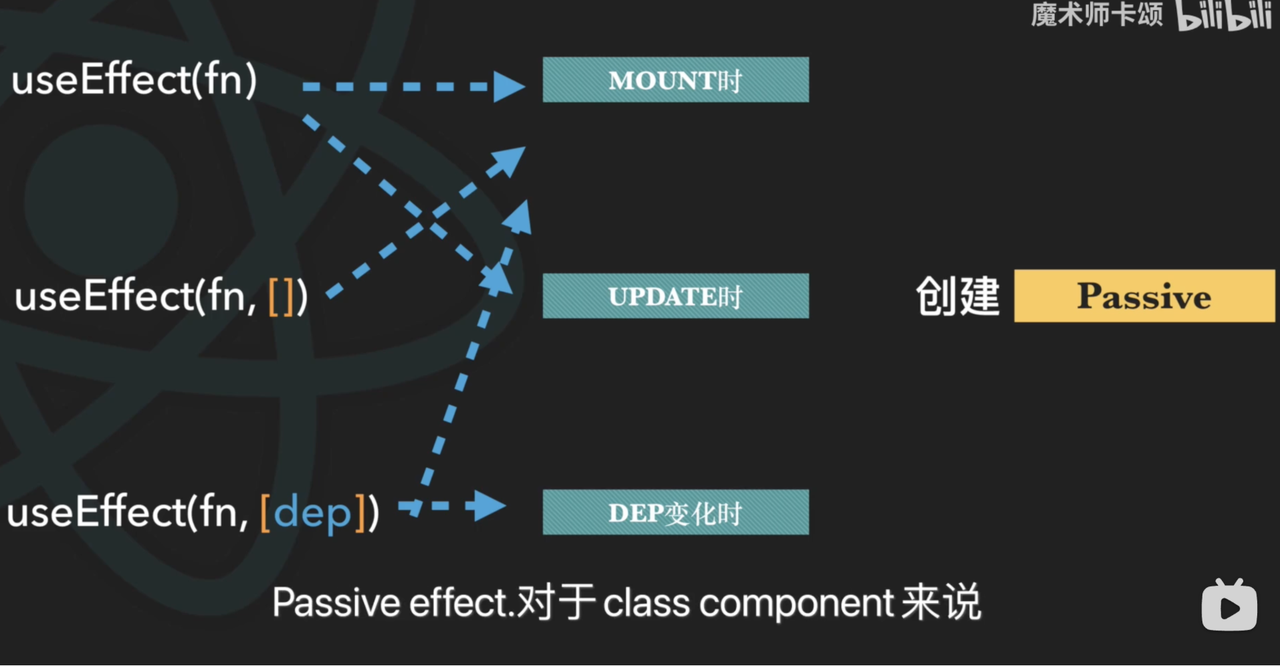 魔术师卡颂 bilibili
useEffect(fn)
MOUNT时
useEffect(fn, [])
UPDATE时
创建 Passive
useEffect(fn, [dep])
DEP变化时
Passive effect.对于 class component 来说